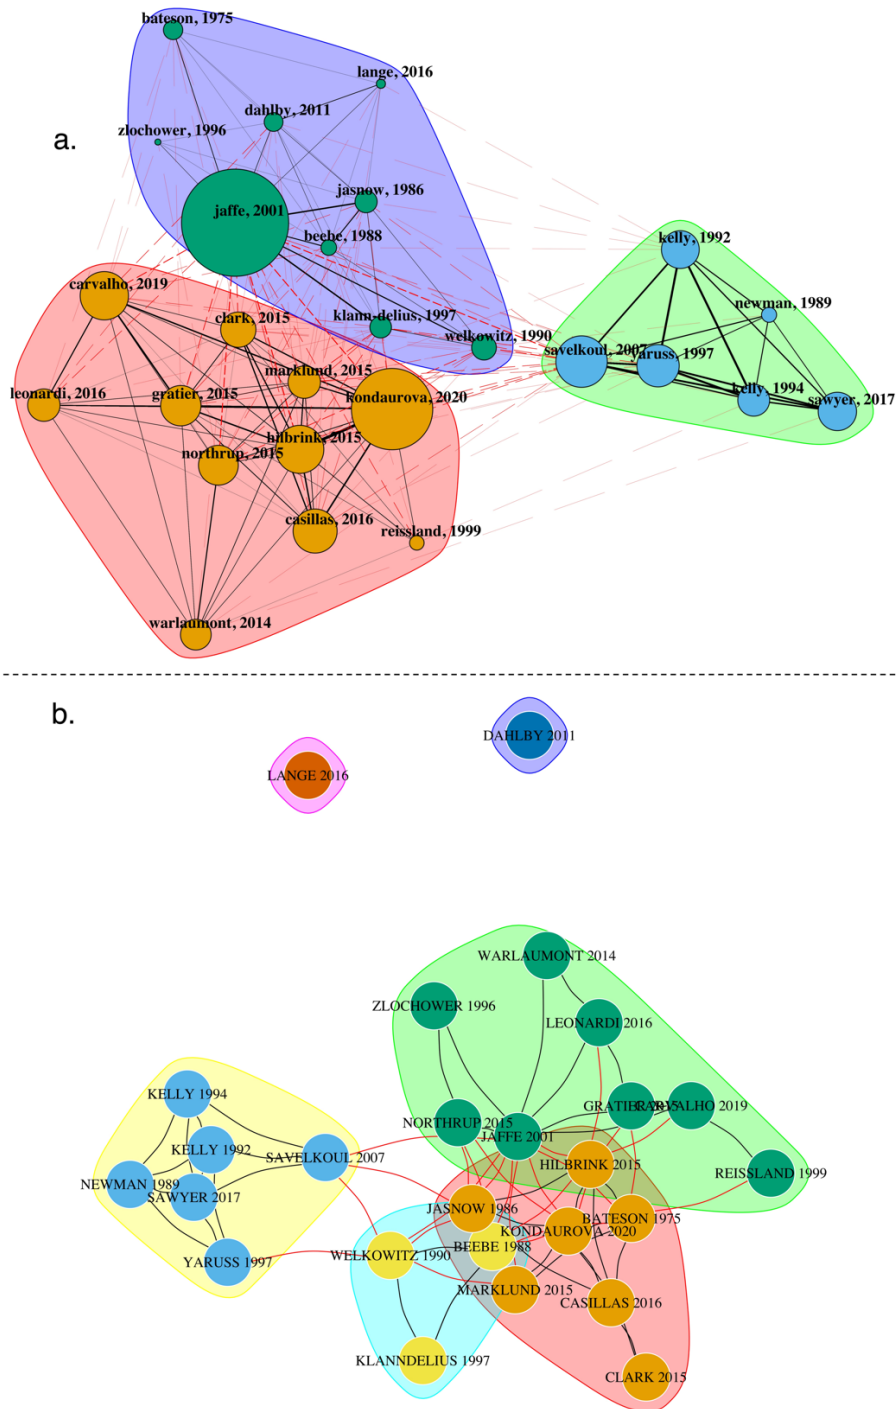 bateson, 1975
lange, 2016
dahlby, 2011
zlochower, 1996
a.
jasnow, 1986
jaffe, 2001
beebe, 1988
kelly, 1992
carvalho, 2019
newman, 1989
klann-delius, 1997
clark, 2015
welkowitz, 1990
savelkoul, 2007
yaruss, 1997
marklund, 2015
leonardi, 2016
gratier, 2015
kondaurova, 2020
kelly, 1994
sawyer, 2017
hilbrink, 2015
northrup, 2015
casillas, 2016
reissland, 1999
warlaumont, 2014
b.
DAHLBY 2011
LANGE 2016
WARLAUMONT 2014
ZLOCHOWER 1996
LEONARDI 2016
KELLY 1994
GRATIER 2015
CARVALHO 2019
NORTHRUP 2015
JAFFE 2001
KELLY 1992
SAVELKOUL 2007
HILBRINK 2015
REISSLAND 1999
NEWMAN 1989
SAWYER 2017
JASNOW 1986
BATESON 1975
KONDAUROVA 2020
BEEBE 1988
WELKOWITZ 1990
YARUSS 1997
MARKLUND 2015
CASILLAS 2016
KLANNDELIUS 1997
CLARK 2015